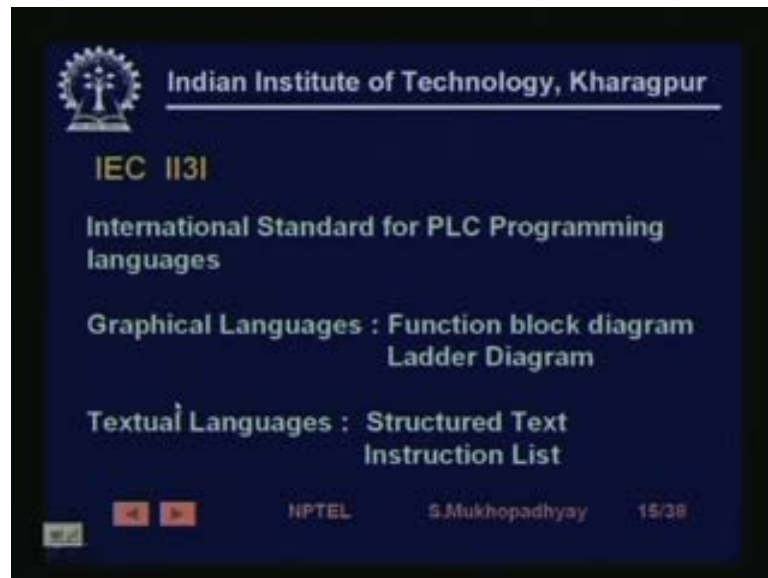 Indian Institute of Technology, Kharagpur
IEC II3I
International Standard for PLC Programming
languages
Graphical Languages : Function block diagram
Ladder Diagram
Textual Languages : Structured Text
Instruction List
NPTEL S.Mukhopadhyay 15/38